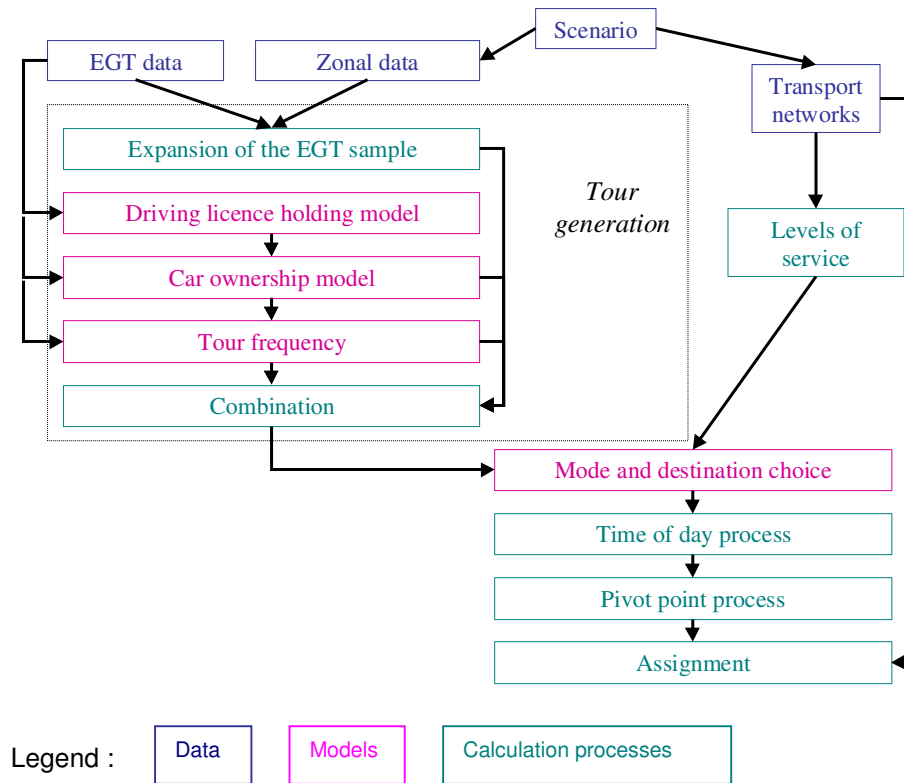 Scenario
EGT data
Zonal data
Transport
networks
Expansion of the EGT sample
Tour
generation
Driving licence holding model
Levels of
service
Car ownership model
Tour frequency
Combination
Mode and destination choice
Time of day process
Pivot point process
Assignment
Legend :
Data
Models
Calculation processes